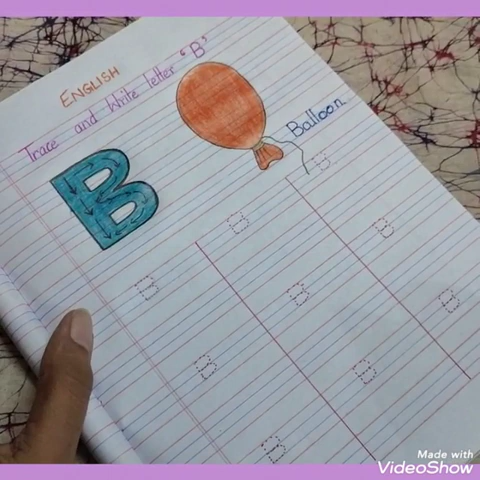 ENGLISH
Trace and Write letter "B"
Balloon
B
B B B
B B B
B B
B
Made with
VideoShow